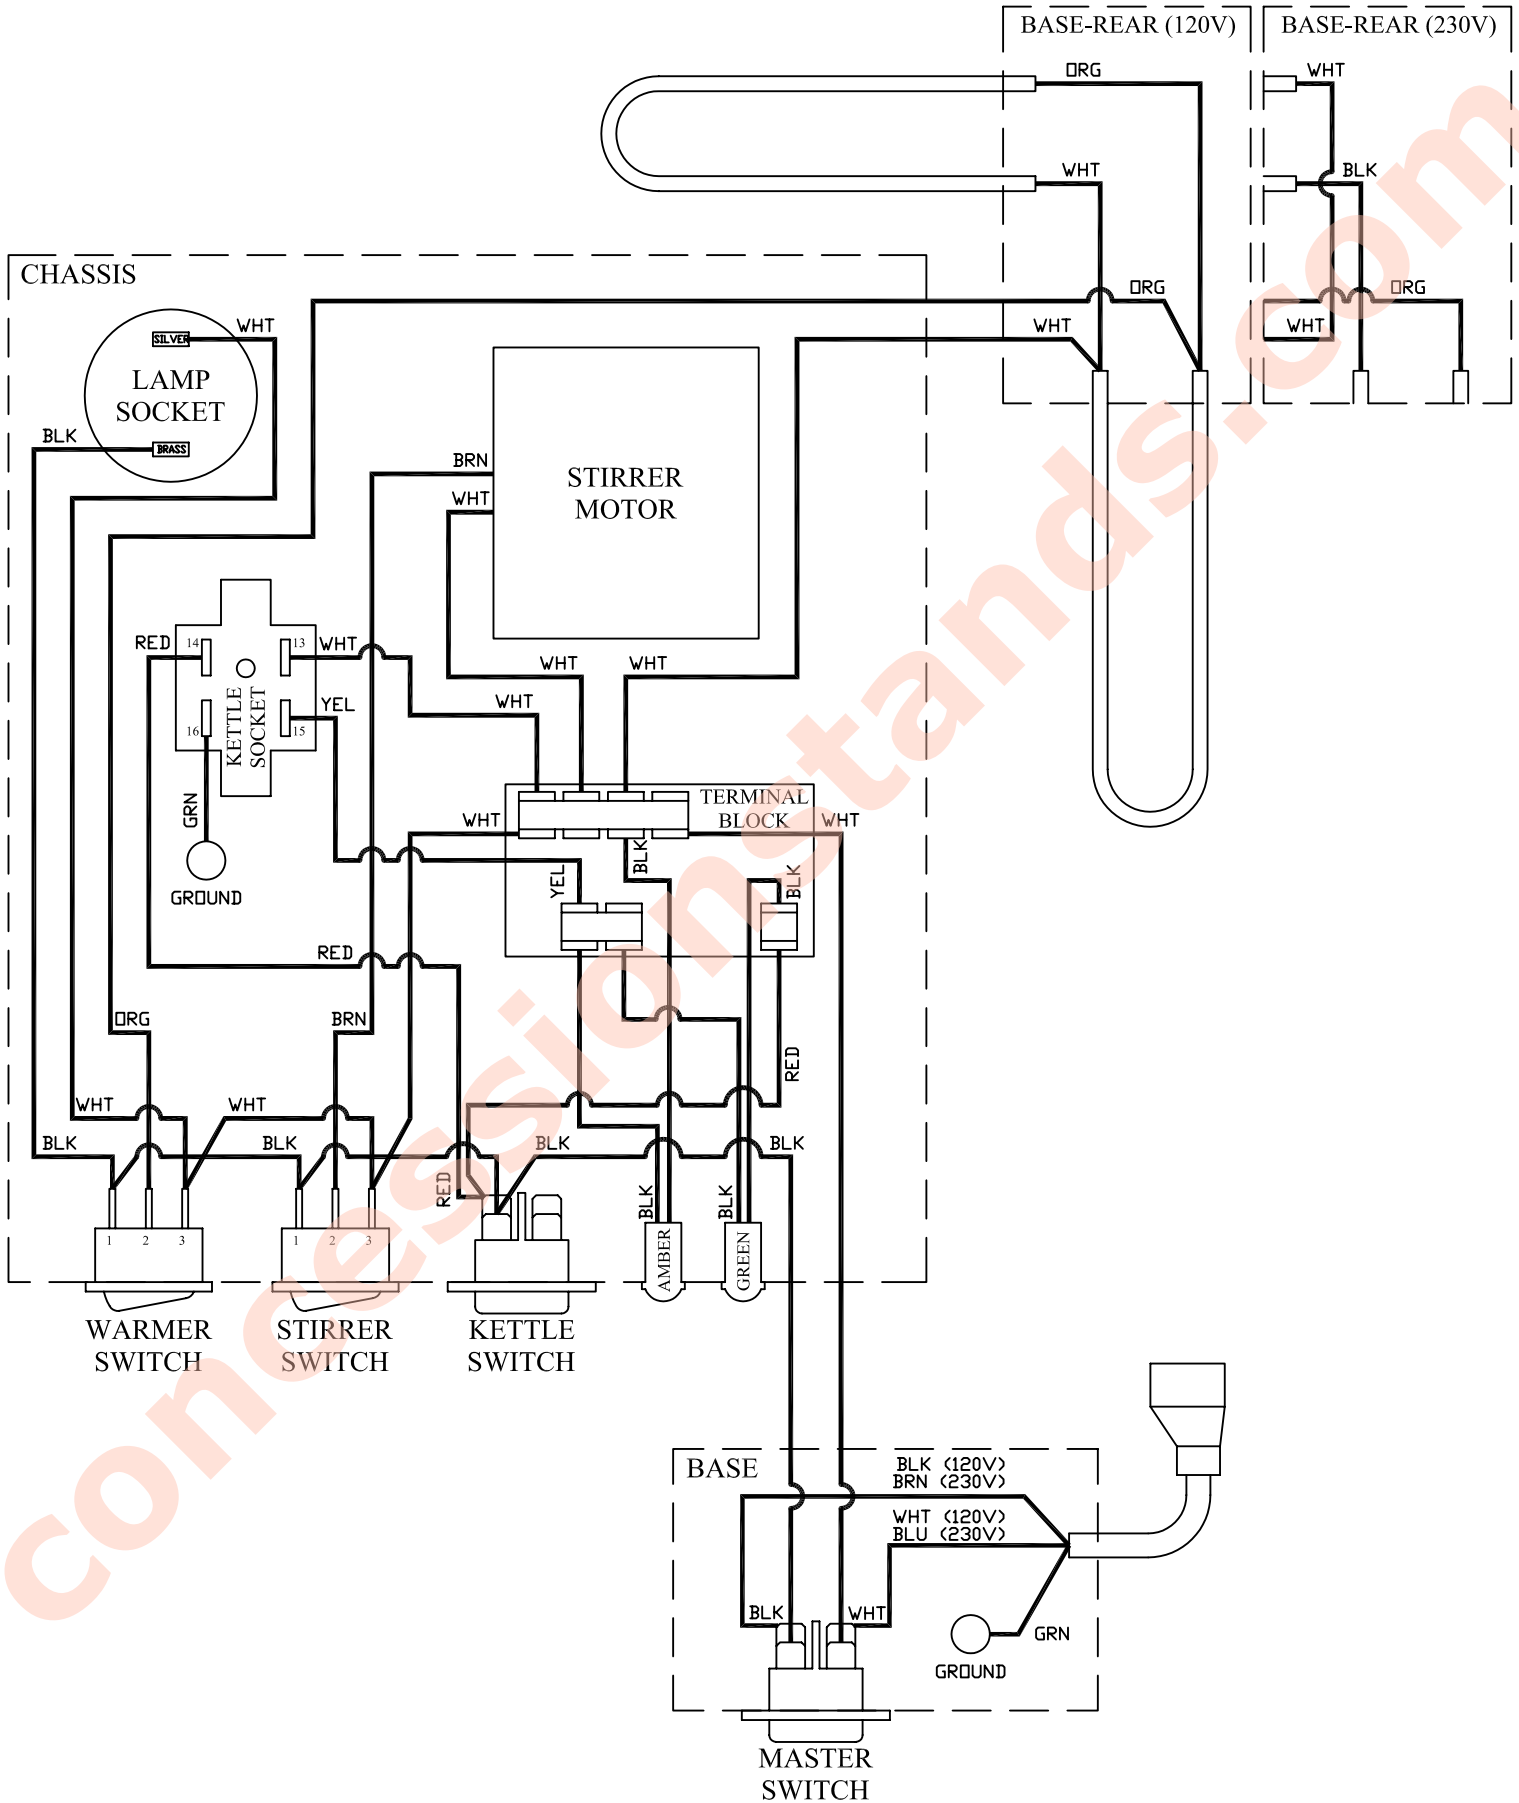 BASE-REAR (120V)
BASE-REAR (230V)
ORG
WHT
WHT
BLK
ORG
WHT
ORG
WHT
CHASSIS
SILVER
WHT
LAMP
SOCKET
BRASS
BLK
BRN
WHT
STIRRER
MOTOR
RED
14
13
WHT
KETTLE
SOCKET
16
15
YEL
GRN
GROUND
WHT
WHT
WHT
WHT
TERMINAL
BLOCK
WHT
YEL
BLK
BLK
RED
ORG
BRN
RED
WHT
WHT
BLK
BLK
BLK
BLK
RED
BLK
BLK
1
2
3
1
2
3
AMBER
GREEN
WARMER
SWITCH
STIRRER
SWITCH
KETTLE
SWITCH
BASE
BLK (120V)
BRN (230V)
WHT (120V)
BLU (230V)
BLK
WHT
GRN
GROUND
MASTER
SWITCH
concessionstands.com